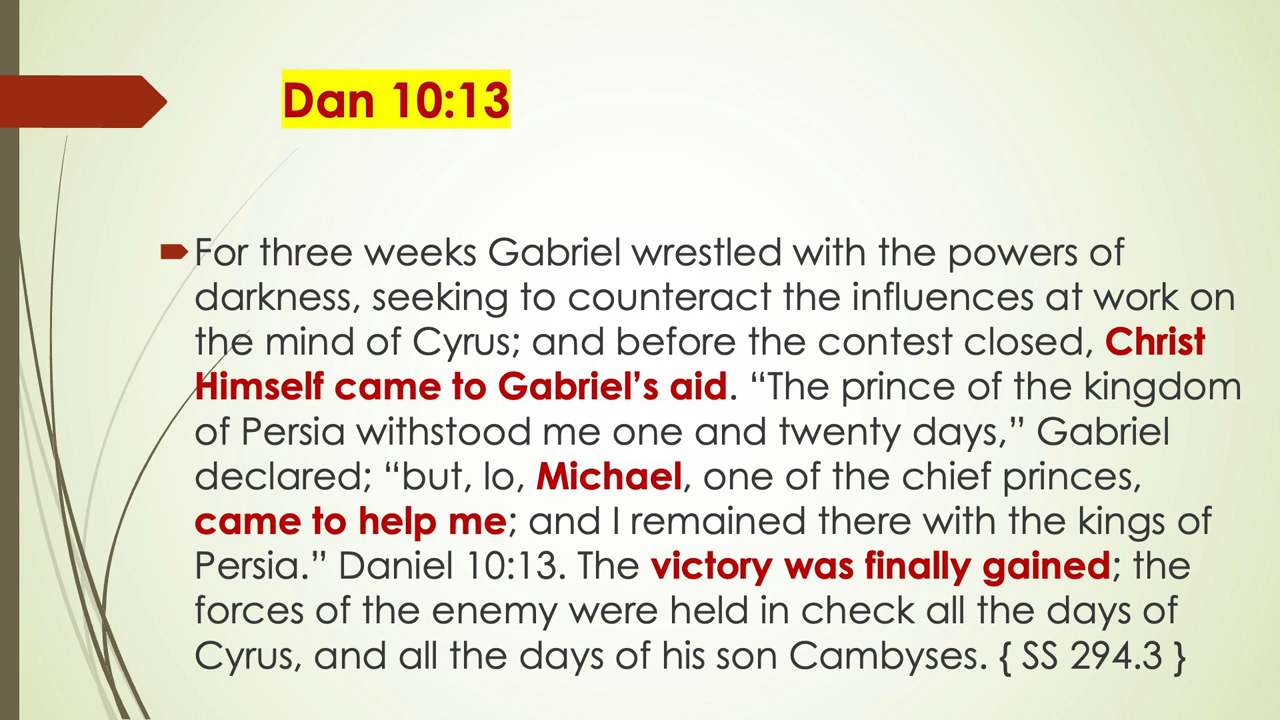 Dan 10:13
For three weeks Gabriel wrestled with the powers of
darkness, seeking to counteract the influences at work on
the mind of Cyrus; and before the contest closed, Christ
Himself came to Gabriel’s aid. “The prince of the kingdom
of Persia withstood me one and twenty days,” Gabriel
declared; “but, lo, Michael, one of the chief princes,
came to help me; and I remained there with the kings of
Persia.” Daniel 10:13. The victory was finally gained; the
forces of the enemy were held in check all the days of
Cyrus, and all the days of his son Cambyses. { SS 294.3 }